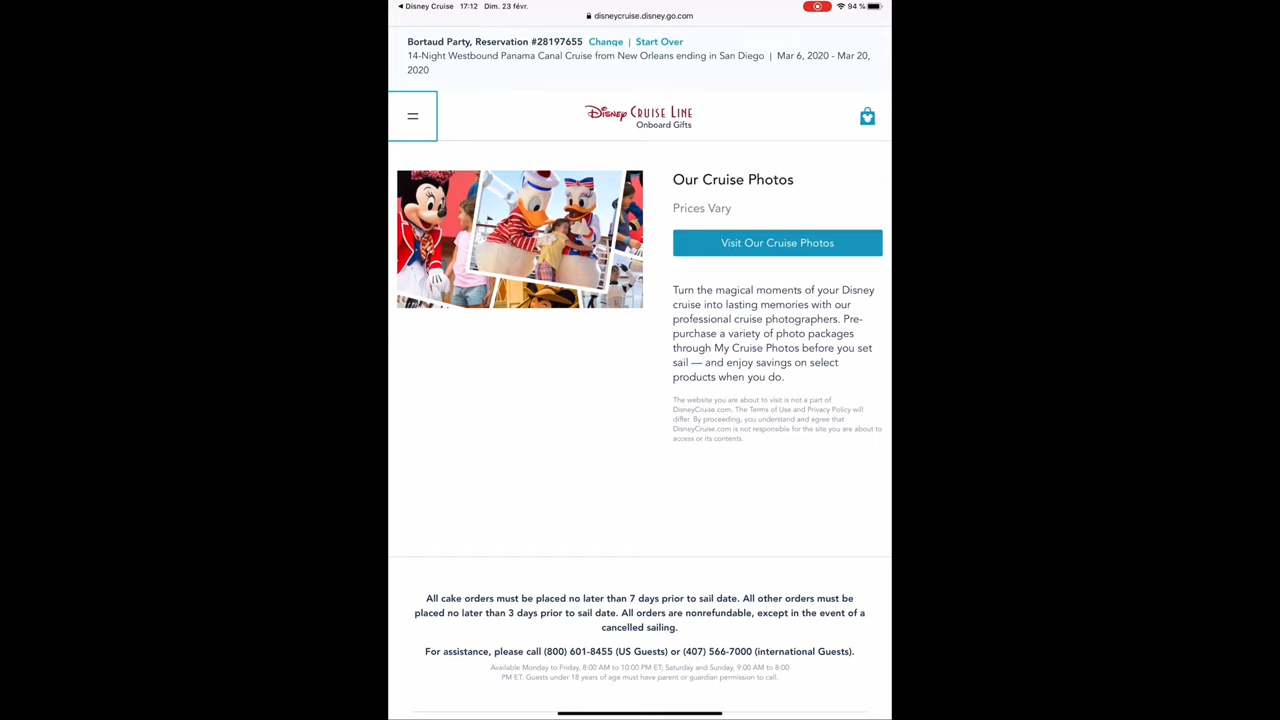 Disney Cruise 17:12 Dim. 23 févr. 94 %
disneycruise.disney.go.com
Bortaud Party, Reservation #28197655 Change | Start Over
14-Night Westbound Panama Canal Cruise from New Orleans ending in San Diego | Mar 6, 2020 - Mar 20,
2020
Disney Cruise Line
Onboard Gifts
Our Cruise Photos
Prices Vary
Visit Our Cruise Photos
Turn the magical moments of your Disney
cruise into lasting memories with our
professional cruise photographers. Pre-
purchase a variety of photo packages
through My Cruise Photos before you set
sail — and enjoy savings on select
products when you do.
The website you are about to visit is not a part of
DisneyCruise.com. The Terms of Use and Privacy Policy will
differ. By proceeding, you understand and agree that
DisneyCruise.com is not responsible for the site you are about to
access or its contents.
All cake orders must be placed no later than 7 days prior to sail date. All other orders must be
placed no later than 3 days prior to sail date. All orders are nonrefundable, except in the event of a
cancelled sailing.
For assistance, please call (800) 601-8455 (US Guests) or (407) 566-7000 (international Guests).
Available Monday to Friday, 8:00 AM to 10:00 PM ET; Saturday and Sunday, 9:00 AM to 8:00
PM ET. Guests under 18 years of age must have parent or guardian permission to call.